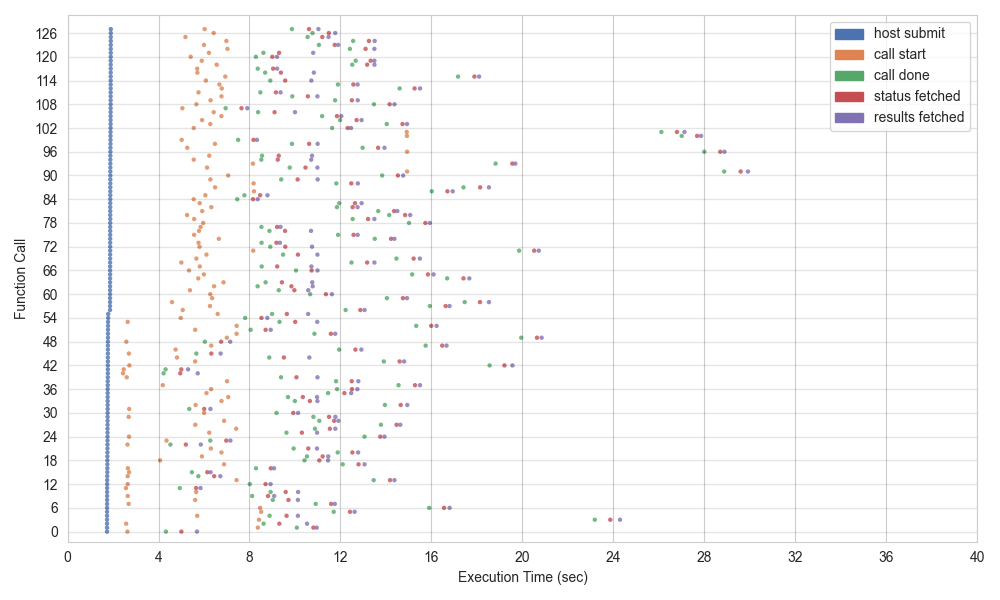 126
120
114
108
102
96
90
84
78
72
66
60
54
48
42
36
30
24
18
12
6
0
Function Call
0 4 8 12 16 20 24 28 32 36 40
Execution Time (sec)
host submit
call start
call done
status fetched
results fetched